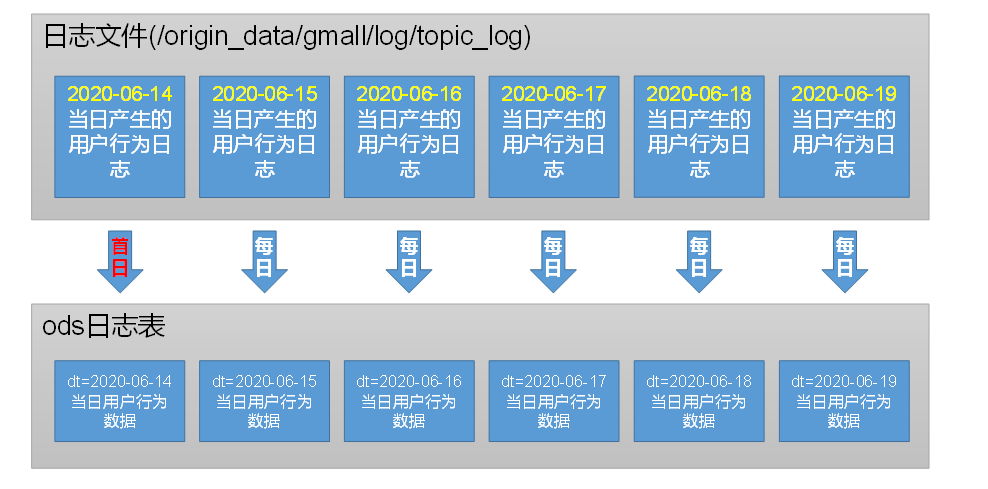 日志文件(/origin_data/gmall/log/topic_log)
2020-06-14
当日产生的
用户行为日
志
2020-06-15
当日产生的
用户行为日
志
2020-06-16
当日产生的
用户行为日
志
2020-06-17
当日产生的
用户行为日
志
2020-06-18
当日产生的
用户行为日
志
2020-06-19
当日产生的
用户行为日
志
首
日
每
日
每
日
每
日
每
日
每
日
ods日志表
dt=2020-06-14
当日用户行为
数据
dt=2020-06-15
当日用户行为
数据
dt=2020-06-16
当日用户行为
数据
dt=2020-06-17
当日用户行为
数据
dt=2020-06-18
当日用户行为
数据
dt=2020-06-19
当日用户行为
数据